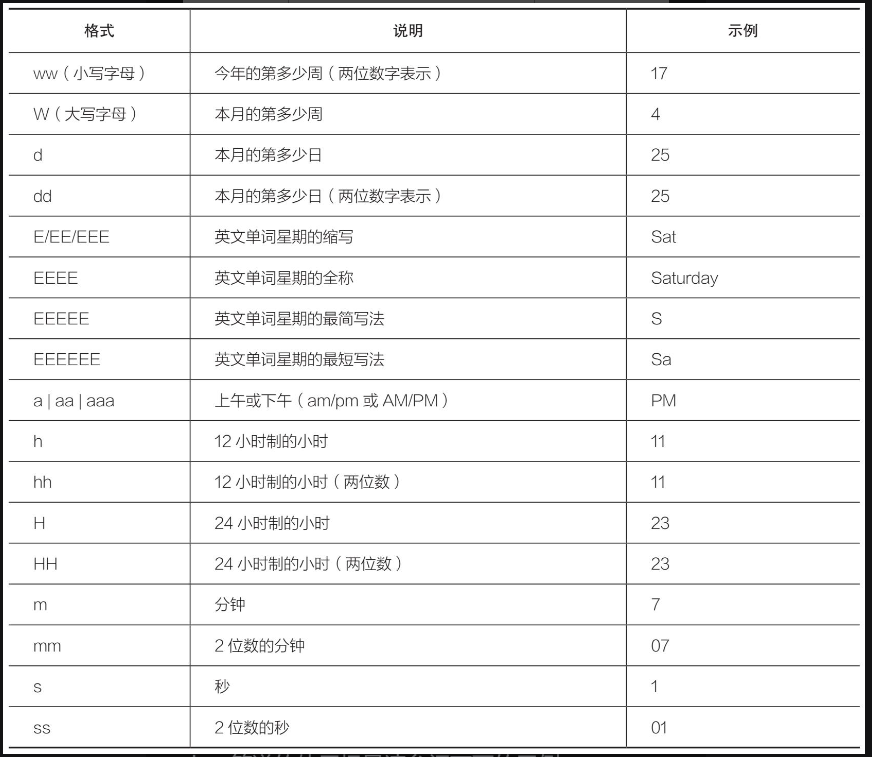 格式 说明 示例
ww（小写字母） 今年的第多少周（两位数字表示） 17
W（大写字母） 本月的第多少周 4
d 本月的第多少日 25
dd 本月的第多少日（两位数字表示） 25
E/EE/EEE 英文单词星期的缩写 Sat
EEEE 英文单词星期的全称 Saturday
EEEEE 英文单词星期的最简写法 S
EEEEEE 英文单词星期的最短写法 Sa
a | aa | aaa 上午或下午（am/pm 或 AM/PM） PM
h 12 小时制的小时 11
hh 12 小时制的小时（两位数） 11
H 24 小时制的小时 23
HH 24 小时制的小时（两位数） 23
m 分钟 7
mm 2 位数的分钟 07
s 秒 1
ss 2 位数的秒 01